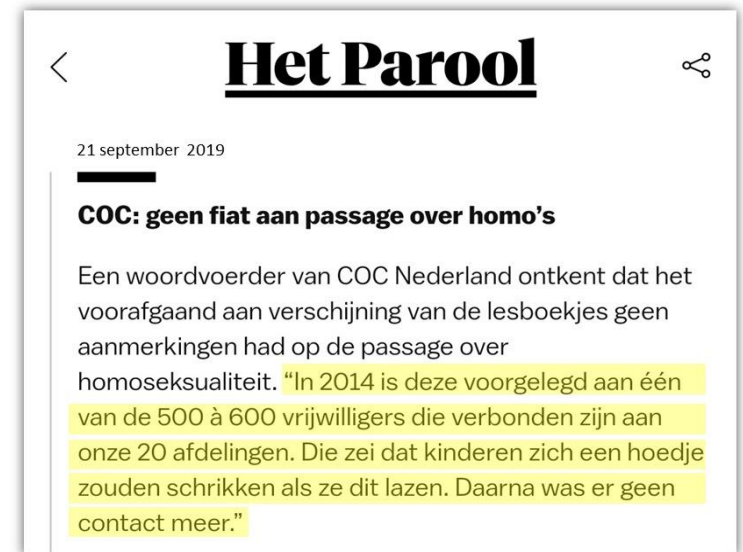 Het Parool
21 september 2019
COC: geen fiat aan passage over homo’s
Een woordvoerder van COC Nederland ontkent dat het
voorafgaand aan verschijning van de lesboekjes geen
aanmerkingen had op de passage over
homoseksualiteit. “In 2014 is deze voorgelegd aan één
van de 500 à 600 vrijwilligers die verbonden zijn aan
onze 20 afdelingen. Die zei dat kinderen zich een hoedje
zouden schrikken als ze dit lazen. Daarna was er geen
contact meer.”